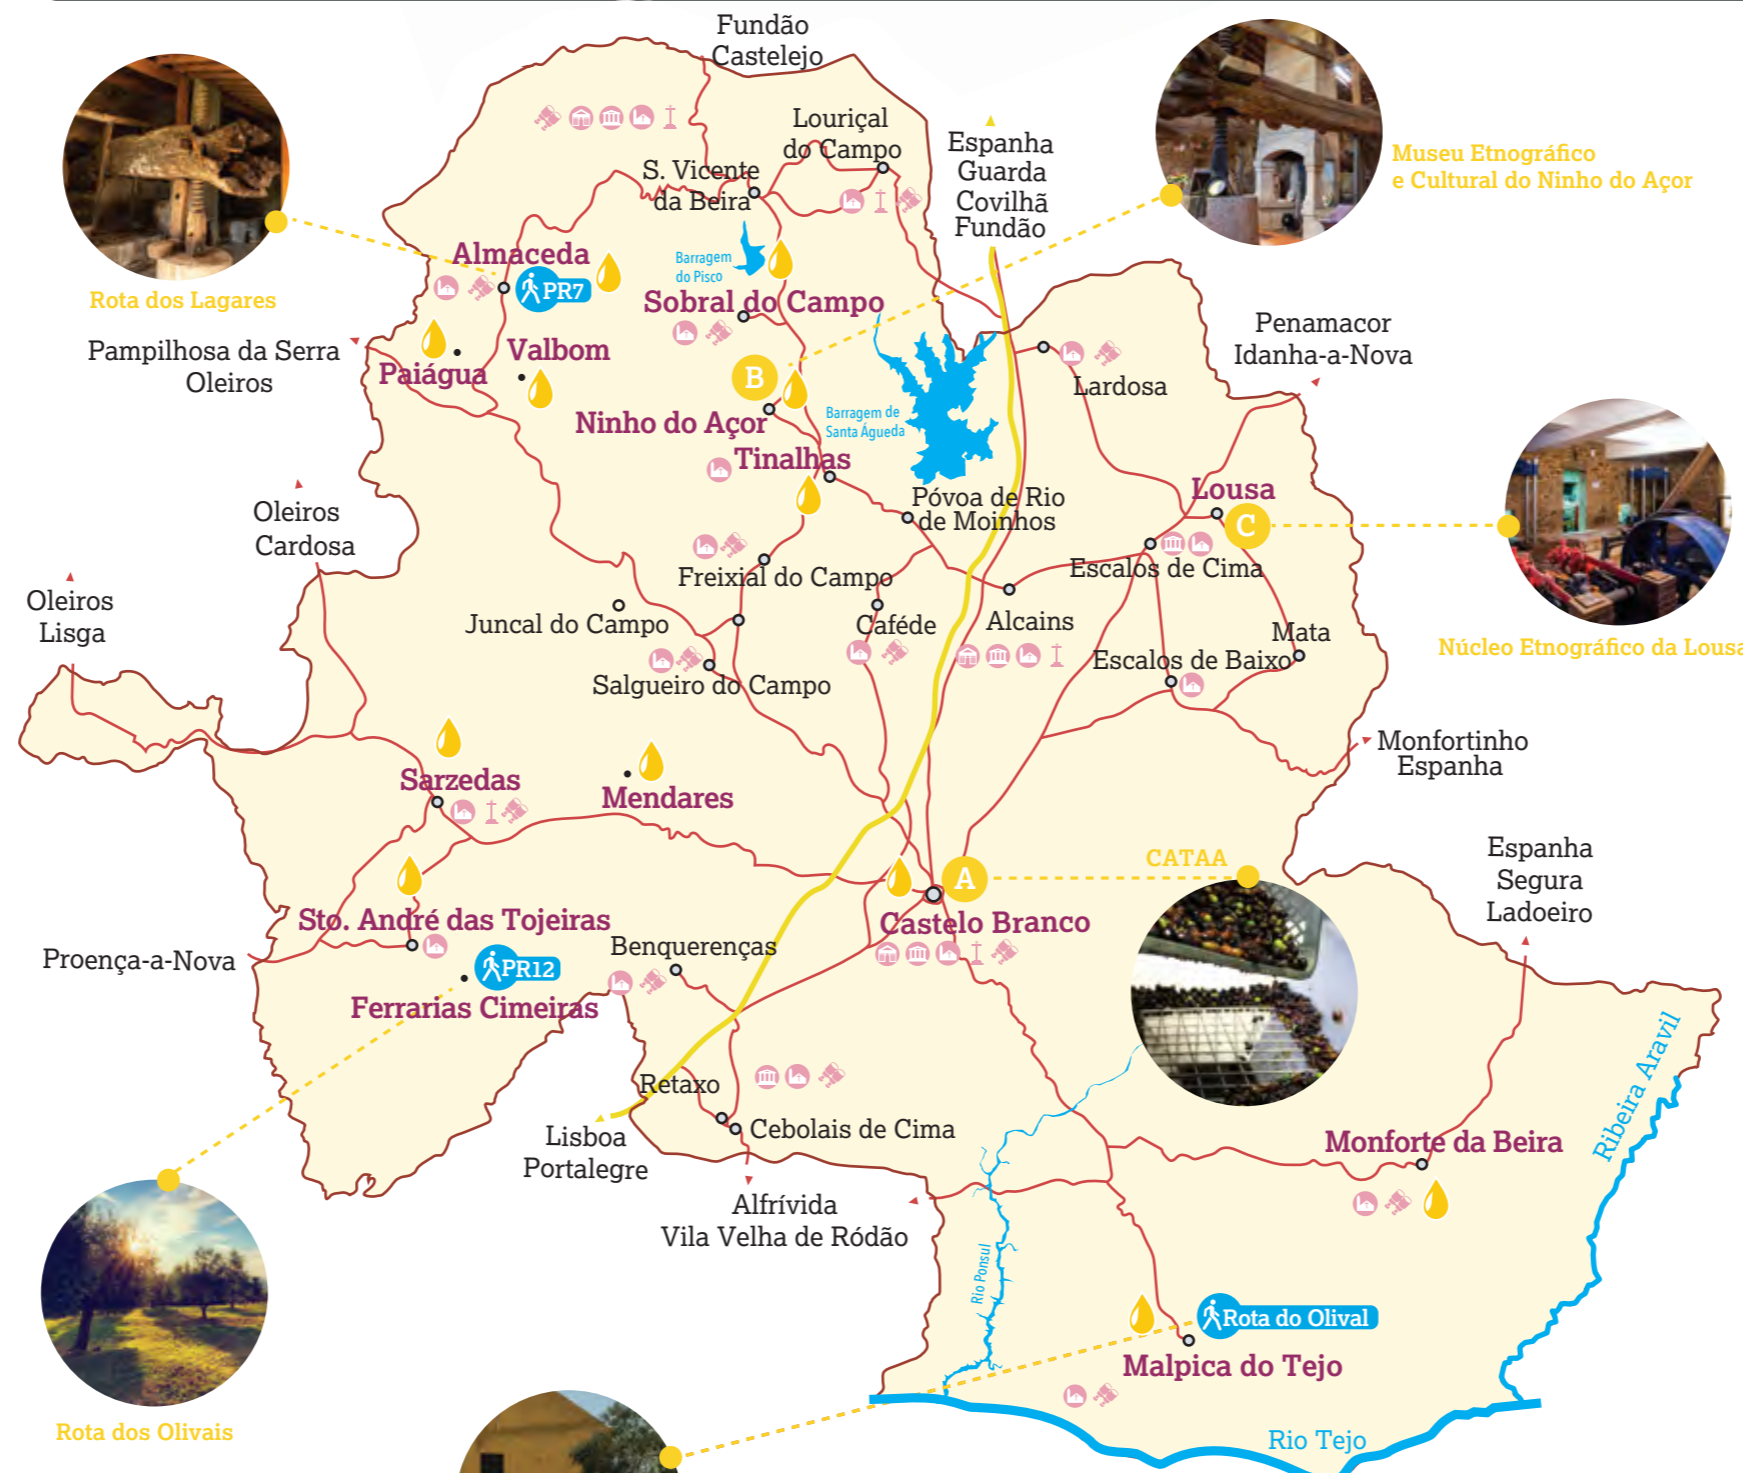 Fundão
Castelejo
Louriçal
do Campo
Espanha
Guarda
Covilhã
Fundão
Museu Etnográfico
e Cultural do Ninho do Açor
S. Vicente
da Beira
Almaceda
PR7
Barragem
do Pisco
Sobral do Campo
Rota dos Lagares
Pampilhosa da Serra
Oleiros
Paiágua
Valbom
B
Ninho do Açor
Barragem de
Santa Águeda
Lardosa
Penamacor
Idanha-a-Nova
Tinalhas
Póvoa de Rio
de Moinhos
Lousa
C
Oleiros
Cardosa
Freixial do Campo
Escalos de Cima
Oleiros
Lisga
Juncal do Campo
Caféde
Alcains
Mata
Escalos de Baixo
Núcleo Etnográfico da Lousa
Salgueiro do Campo
Monfortinho
Espanha
Sarzedas
Mendares
CATAA
A
Castelo Branco
Espanha
Segura
Ladoeiro
Sto. André das Tojeiras
Proença-a-Nova
Benquerenças
PR12
Ferrarias Cimeiras
Retaxo
Cebolais de Cima
Lisboa
Portalegre
Ribeira Aravil
Monforte da Beira
Alfrívida
Vila Velha de Ródão
Rio Ponsul
Rota do Olival
Malpica do Tejo
Rota dos Olivais
Rio Tejo